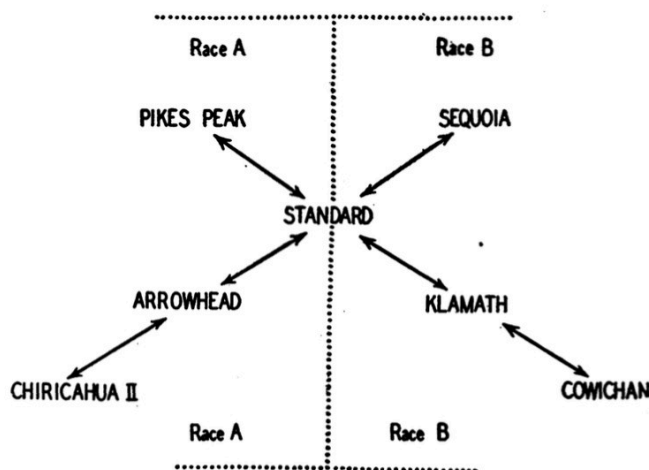 Race A Race B
PIKES PEAK SEQUOIA
STANDARD
ARROWHEAD KLAMATH
CHIRICAHUA II COWICHAN
Race A Race B